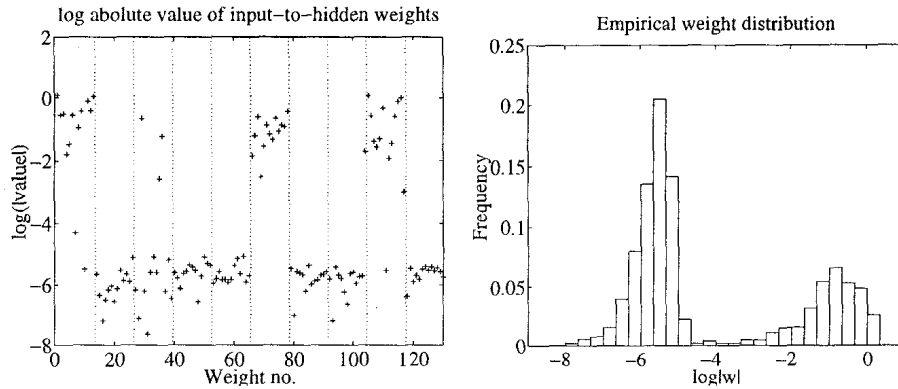 log abolute value of input-to-hidden weights
log(|value|)
2
0
-2
-4
-6
-8
0 20 40 60 80 100 120
Weight no.
Empirical weight distribution
Frequency
0.25
0.2
0.15
0.1
0.05
0
-8 -6 -4 -2 0
log|w|